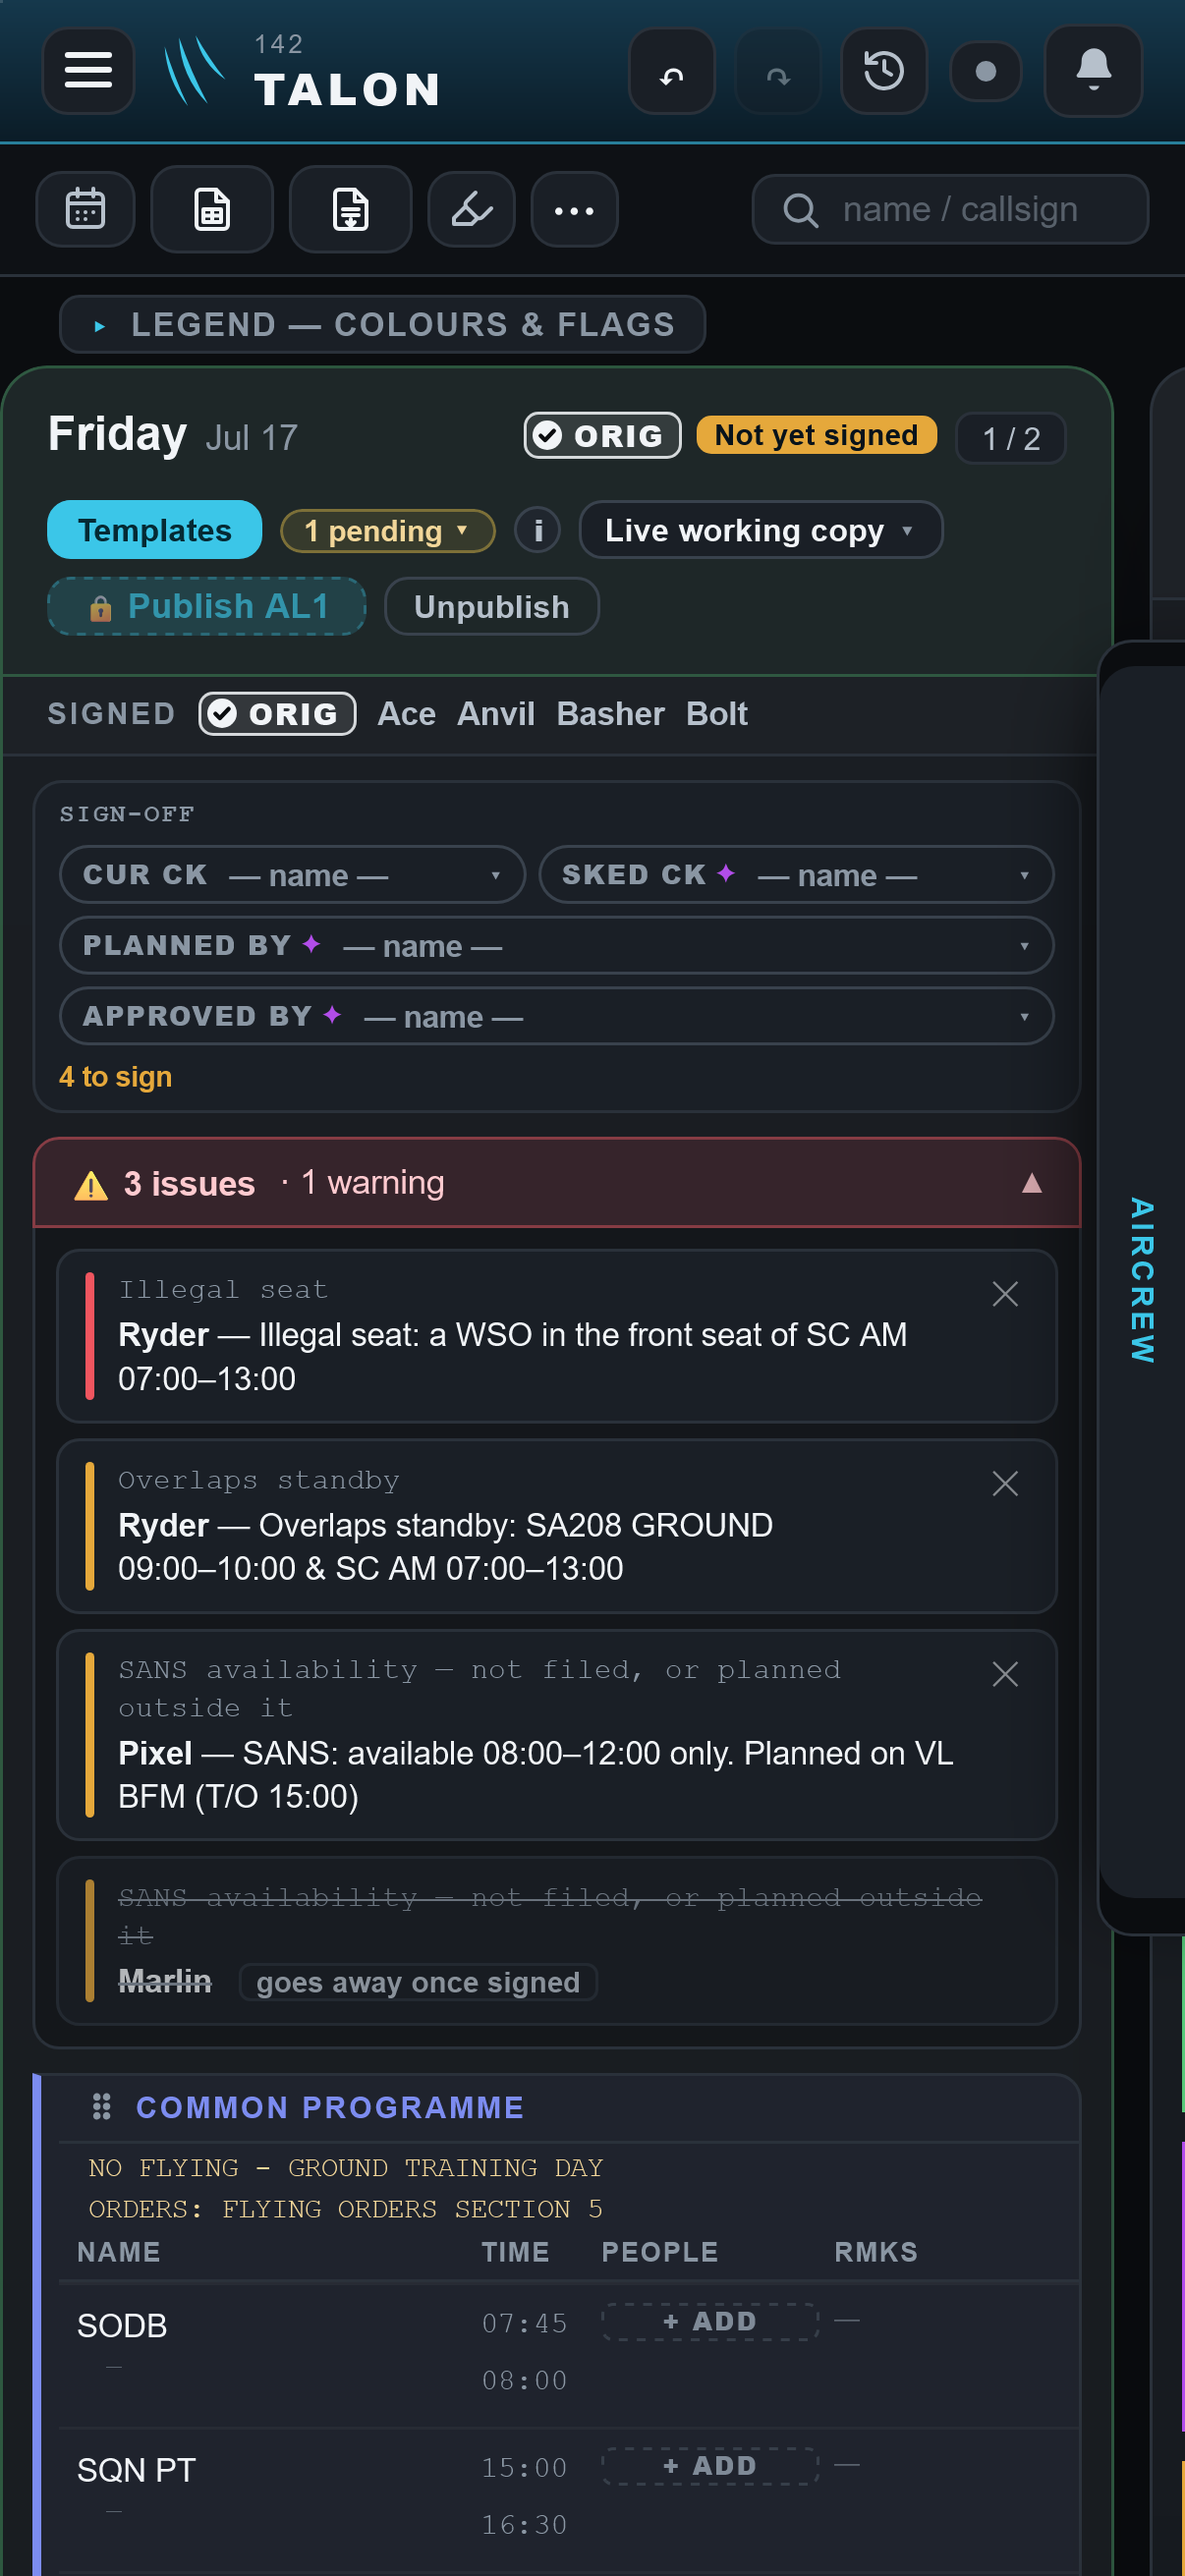 142
TALON
name / callsign
▸ LEGEND — COLOURS & FLAGS
Friday Jul 17 ORIG Not yet signed 1 / 2
Templates 1 pending ▾ i Live working copy ▾
Publish AL1 Unpublish
SIGNED ORIG Ace Anvil Basher Bolt
SIGN-OFF
CUR CK — name — ▾ SKED CK ✦ — name — ▾
PLANNED BY ✦ — name — ▾
APPROVED BY ✦ — name — ▾
4 to sign
⚠️ 3 issues · 1 warning ▲
Illegal seat
Ryder — Illegal seat: a WSO in the front seat of SC AM
07:00–13:00
Overlaps standby
Ryder — Overlaps standby: SA208 GROUND
09:00–10:00 & SC AM 07:00–13:00
SANS availability — not filed, or planned
outside it
Pixel — SANS: available 08:00–12:00 only. Planned on VL
BFM (T/O 15:00)
SANS availability — not filed, or planned outside
it
Marlin goes away once signed
AIRCREW
COMMON PROGRAMME
NO FLYING - GROUND TRAINING DAY
ORDERS: FLYING ORDERS SECTION 5
NAME TIME PEOPLE RMKS
SODB 07:45 + ADD —
— 08:00
SQN PT 15:00 + ADD —
— 16:30